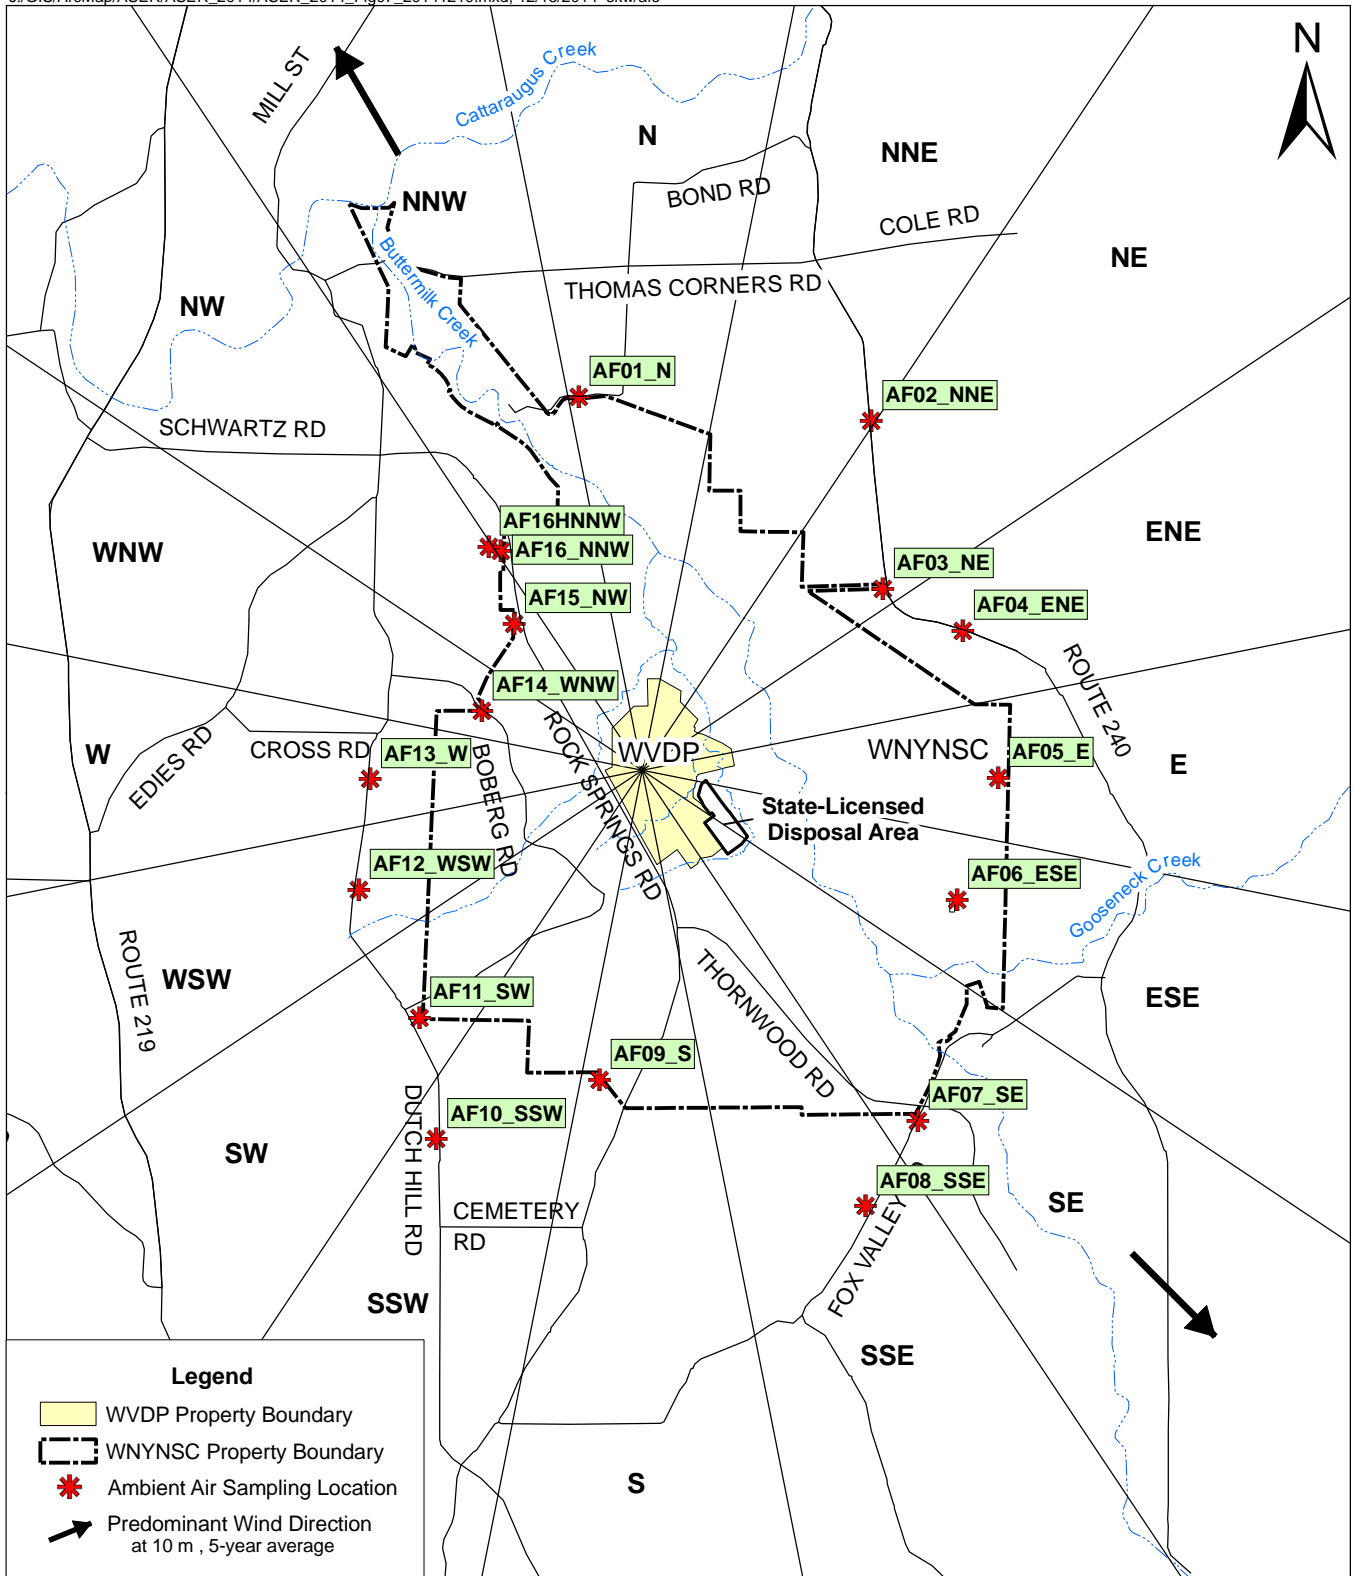 N
MILL ST
Cattaraugus Creek
N
NNE
BOND RD
NNW
COLE RD
NE
Buttermilk Creek
THOMAS CORNERS RD
NW
AF01_N
AF02_NNE
SCHWARTZ RD
AF16HNNW
ENE
WNW
AF16_NNW
AF03_NE
AF15_NW
AF04_ENE
ROUTE 240
AF14_WNW
ROCK SPRINGS RD
WVDP
WNYNSC
AF05_E
W
EDIES RD
CROSS RD
AF13_W
BOBERG RD
E
State-Licensed
Disposal Area
AF12_WSW
AF06_ESE
Gooseneck Creek
ROUTE 219
WSW
AF11_SW
THORNWOOD RD
ESE
AF09_S
AF07_SE
DUTCH HILL RD
AF10_SSW
SW
AF08_SSE
SE
CEMETERY
RD
FOX VALLEY
SSW
SSE
S
Legend
WVDP Property Boundary
WNYNSC Property Boundary
Ambient Air Sampling Location
Predominant Wind Direction
at 10 m , 5-year average